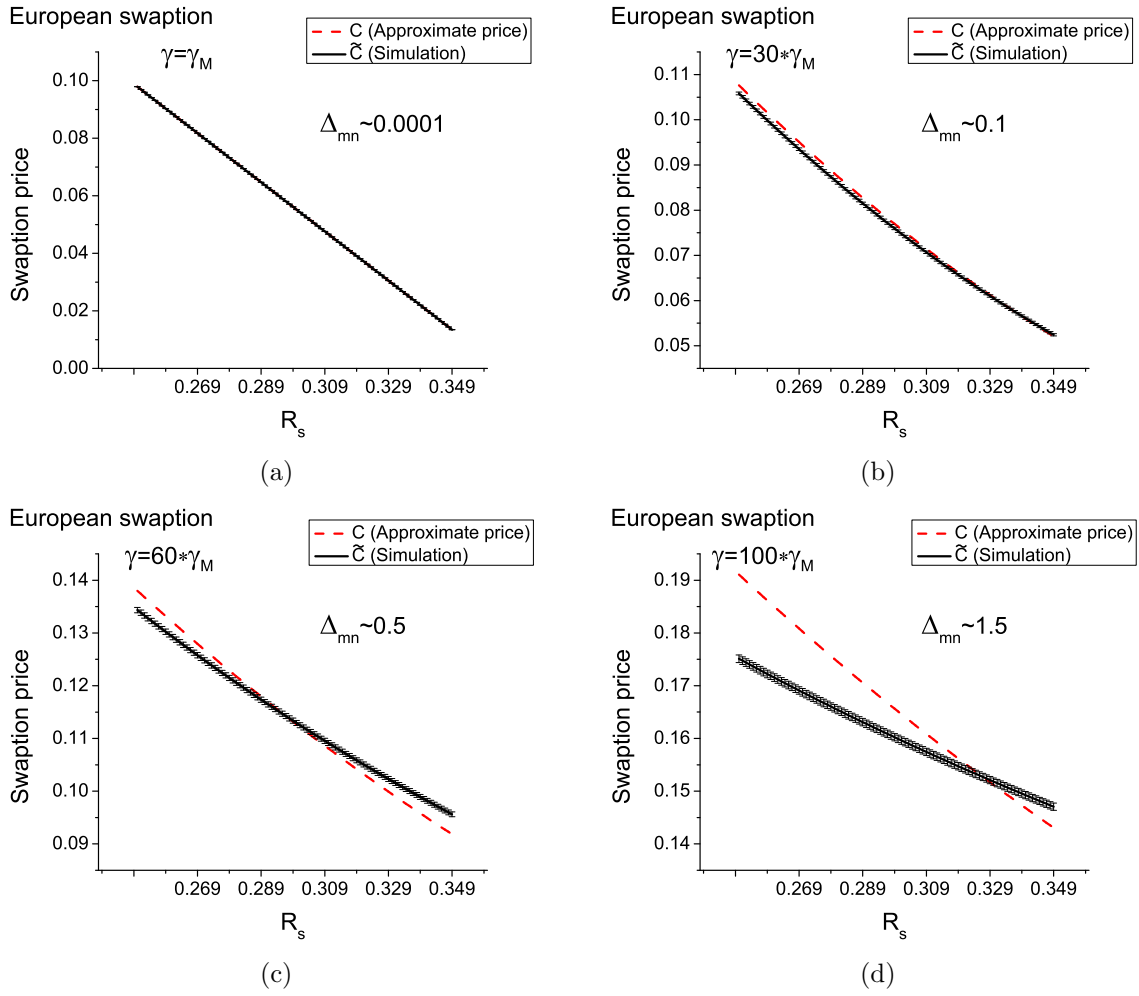 European swaption
C (Approximate price)
C̃ (Simulation)
γ=γM
Δmn~0.0001
0.10
0.08
0.06
0.04
0.02
0.00
Swaption price
0.269 0.289 0.309 0.329 0.349
Rs
(a)
European swaption
C (Approximate price)
C̃ (Simulation)
γ=30*γM
Δmn~0.1
0.11
0.10
0.09
0.08
0.07
0.06
0.05
Swaption price
0.269 0.289 0.309 0.329 0.349
Rs
(b)
European swaption
C (Approximate price)
C̃ (Simulation)
γ=60*γM
Δmn~0.5
0.14
0.13
0.12
0.11
0.10
0.09
Swaption price
0.269 0.289 0.309 0.329 0.349
Rs
(c)
European swaption
C (Approximate price)
C̃ (Simulation)
γ=100*γM
Δmn~1.5
0.19
0.18
0.17
0.16
0.15
0.14
Swaption price
0.269 0.289 0.309 0.329 0.349
Rs
(d)